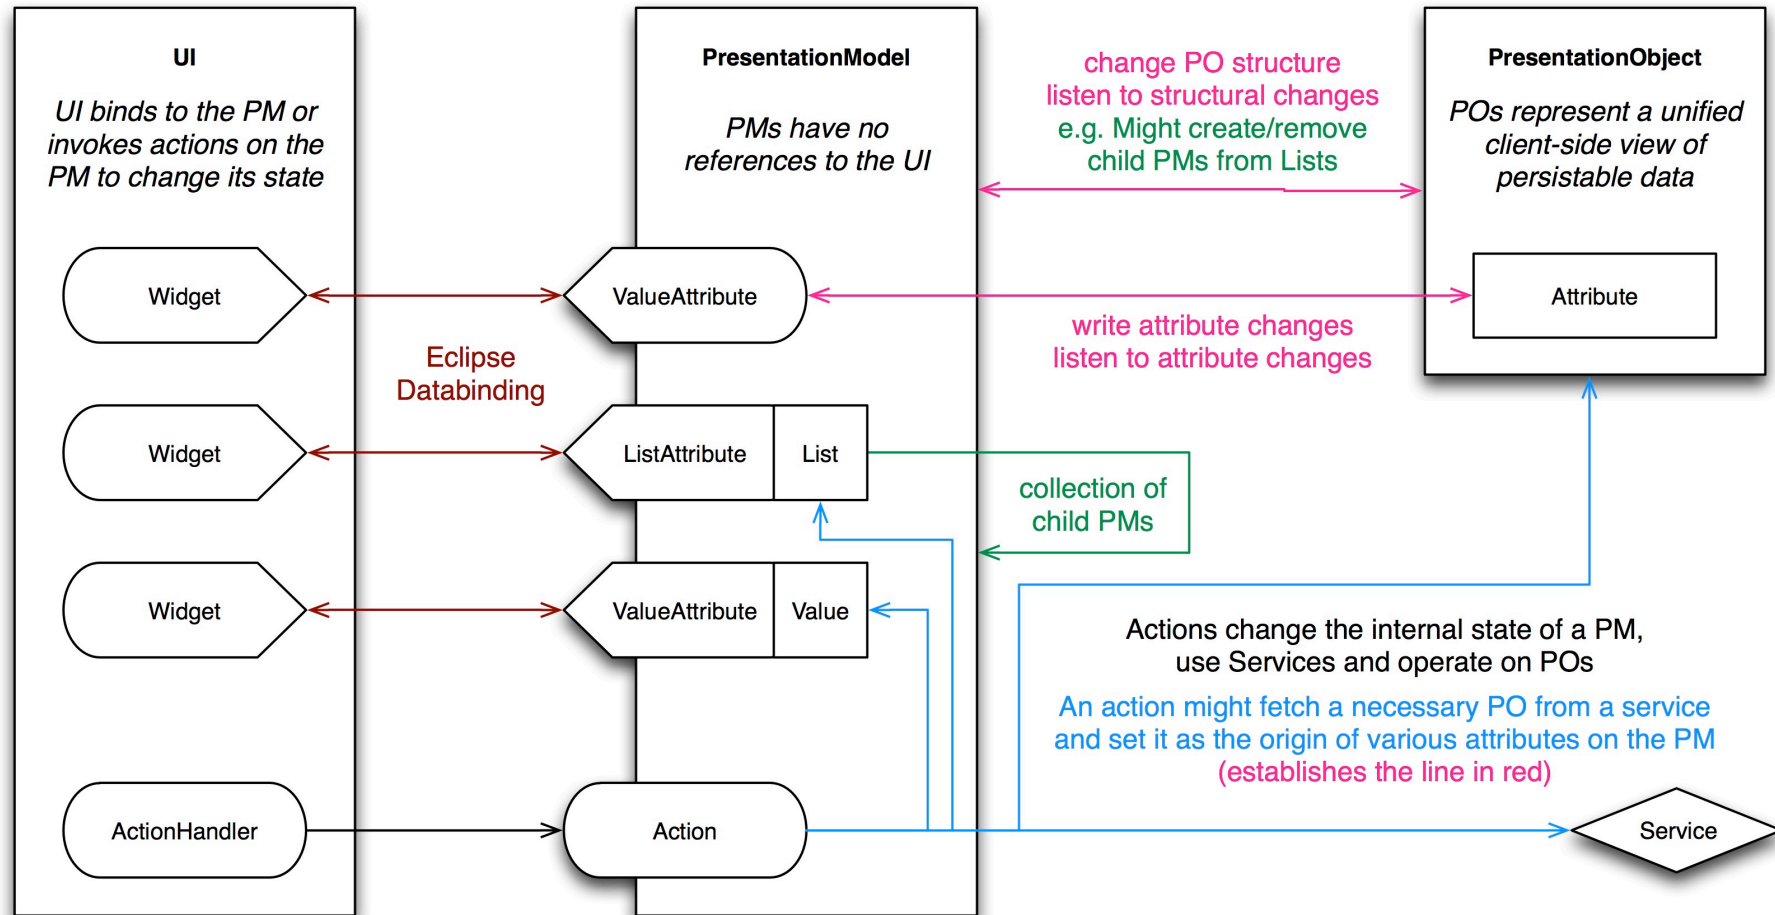 UI
UI binds to the PM or
invokes actions on the
PM to change its state
Widget
Widget
Widget
ActionHandler
Eclipse
Databinding
PresentationModel
PMs have no
references to the UI
ValueAttribute
ListAttribute
List
ValueAttribute
Value
Action
change PO structure
listen to structural changes
e.g. Might create/remove
child PMs from Lists
write attribute changes
listen to attribute changes
collection of
child PMs
PresentationObject
POs represent a unified
client-side view of
persistable data
Attribute
Actions change the internal state of a PM,
use Services and operate on POs
An action might fetch a necessary PO from a service
and set it as the origin of various attributes on the PM
(establishes the line in red)
Service